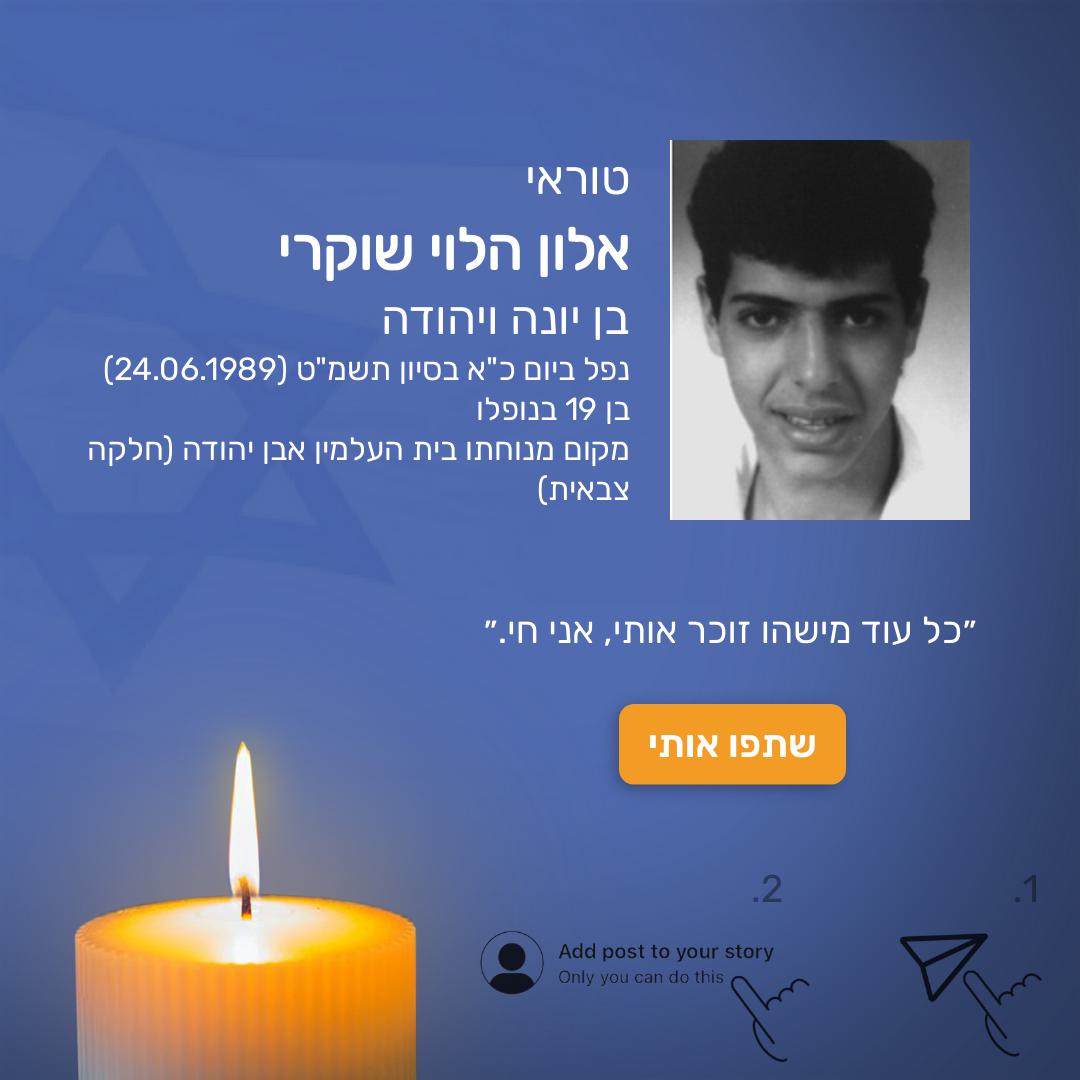 טוראי
אלון הלוי שוקרי
בן יונה ויהודה
נפל ביום כ"א בסיון תשמ"ט (24.06.1989)
בן 19 בנופלו
מקום מנוחתו בית העלמין אבן יהודה (חלקה
צבאית)
״כל עוד מישהו זוכר אותי, אני חי.״
שתפו אותי
1.
2.
Add post to your story
Only you can do this